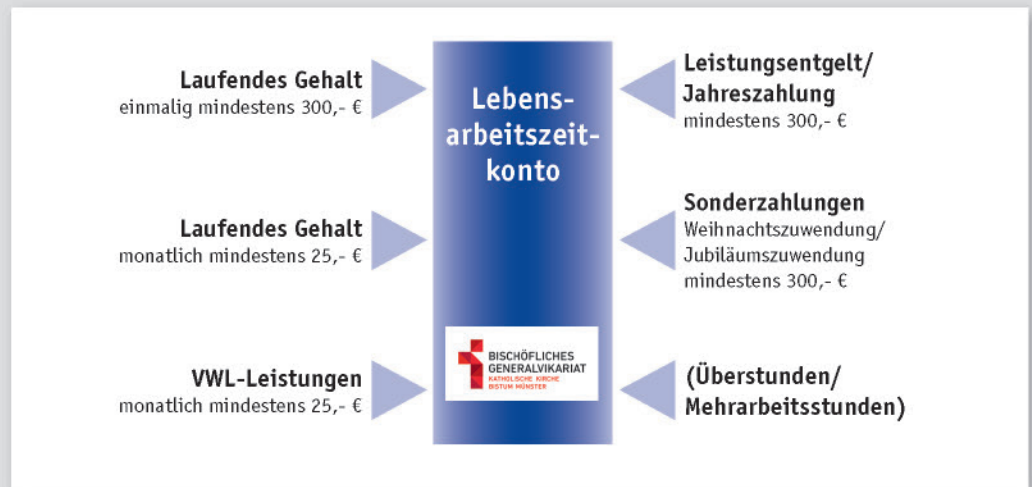 Laufendes Gehalt
einmalig mindestens 300,- €
Laufendes Gehalt
monatlich mindestens 25,- €
VWL-Leistungen
monatlich mindestens 25,- €
Lebens-
arbeitszeit-
konto
BISCHÖFLICHES
GENERALVIKARIAT
KATHOLISCHE KIRCHE
BISTUM MÜNSTER
Leistungsentgelt/
Jahreszahlung
mindestens 300,- €
Sonderzahlungen
Weihnachtszuwendung/
Jubiläumszuwendung
mindestens 300,- €
(Überstunden/
Mehrarbeitsstunden)